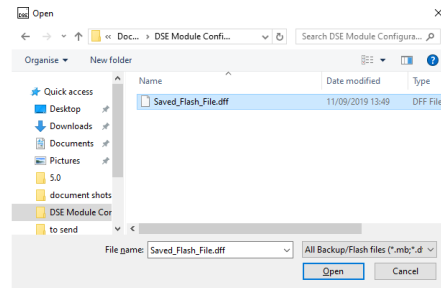 DSE Open
« Doc... › DSE Module Confi... Search DSE Module Configura...
Organise New folder ?
Name Date modified Type
Quick access
Saved_Flash_File.dff 11/09/2019 13:49 DFF File
Desktop
Downloads
Documents
Pictures
5.0
document shots
DSE Module Cor
to send
File name: Saved_Flash_File.dff All Backup/Flash files (*.mb;*.d
Open Cancel